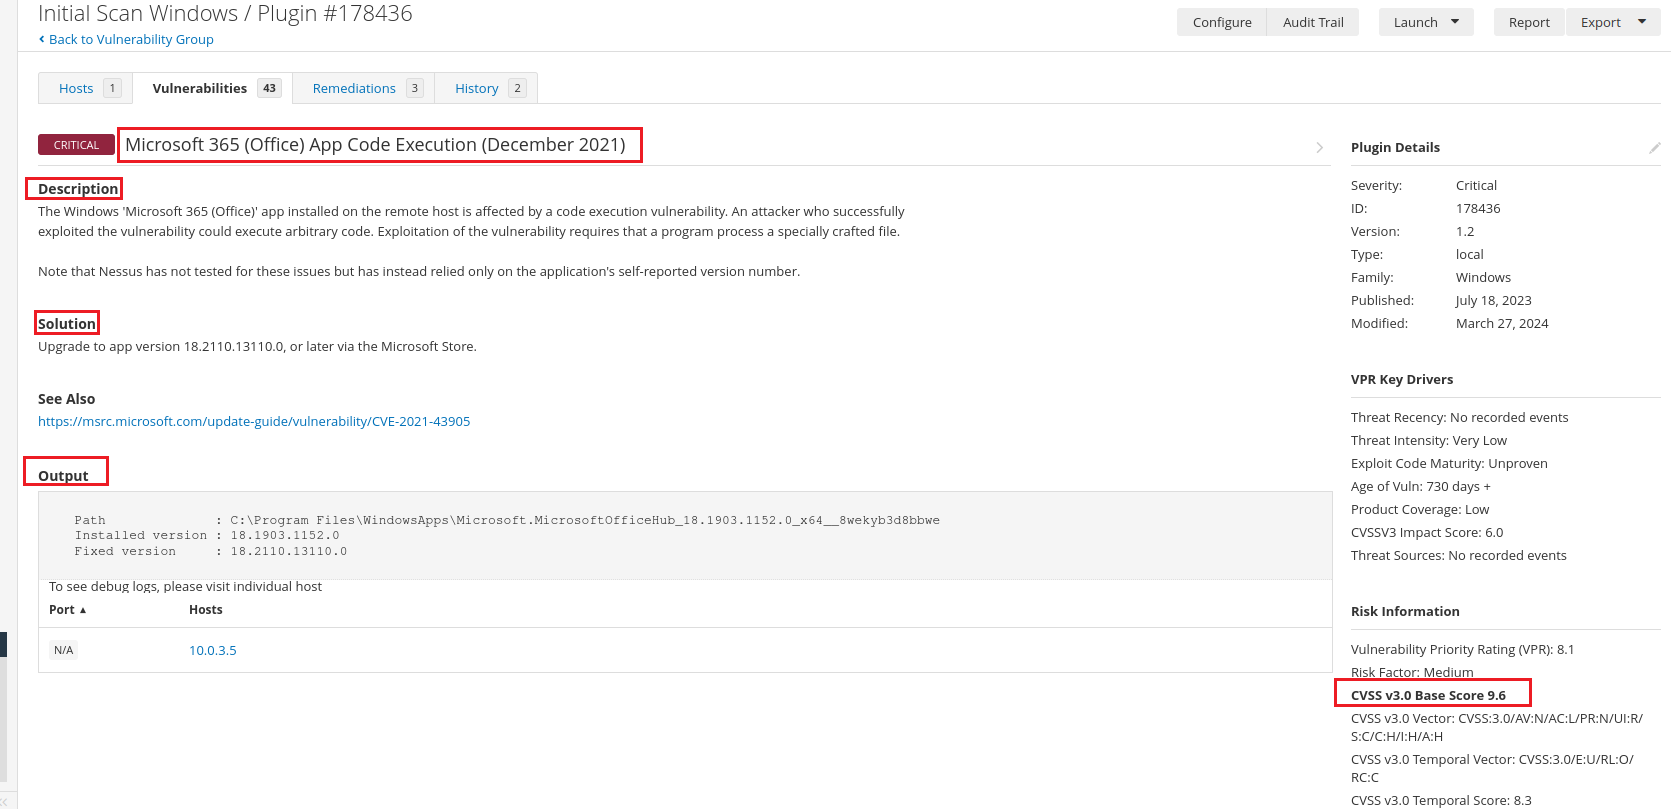 Initial Scan Windows / Plugin #178436
Back to Vulnerability Group
Configure Audit Trail Launch Report Export
Hosts 1 Vulnerabilities 43 Remediations 3 History 2
CRITICAL Microsoft 365 (Office) App Code Execution (December 2021)
Description
The Windows 'Microsoft 365 (Office)' app installed on the remote host is affected by a code execution vulnerability. An attacker who successfully
exploited the vulnerability could execute arbitrary code. Exploitation of the vulnerability requires that a program process a specially crafted file.
Note that Nessus has not tested for these issues but has instead relied only on the application's self-reported version number.
Solution
Upgrade to app version 18.2110.13110.0, or later via the Microsoft Store.
See Also
https://msrc.microsoft.com/update-guide/vulnerability/CVE-2021-43905
Output
Path : C:\Program Files\WindowsApps\Microsoft.MicrosoftOfficeHub_18.1903.1152.0_x64__8wekyb3d8bbwe
Installed version : 18.1903.1152.0
Fixed version : 18.2110.13110.0
To see debug logs, please visit individual host
Port ▲ Hosts
N/A 10.0.3.5
Plugin Details
Severity: Critical
ID: 178436
Version: 1.2
Type: local
Family: Windows
Published: July 18, 2023
Modified: March 27, 2024
VPR Key Drivers
Threat Recency: No recorded events
Threat Intensity: Very Low
Exploit Code Maturity: Unproven
Age of Vuln: 730 days +
Product Coverage: Low
CVSSV3 Impact Score: 6.0
Threat Sources: No recorded events
Risk Information
Vulnerability Priority Rating (VPR): 8.1
Risk Factor: Medium
CVSS v3.0 Base Score 9.6
CVSS v3.0 Vector: CVSS:3.0/AV:N/AC:L/PR:N/UI:R/
S:C/C:H/I:H/A:H
CVSS v3.0 Temporal Vector: CVSS:3.0/E:U/RL:O/
RC:C
CVSS v3.0 Temporal Score: 8.3